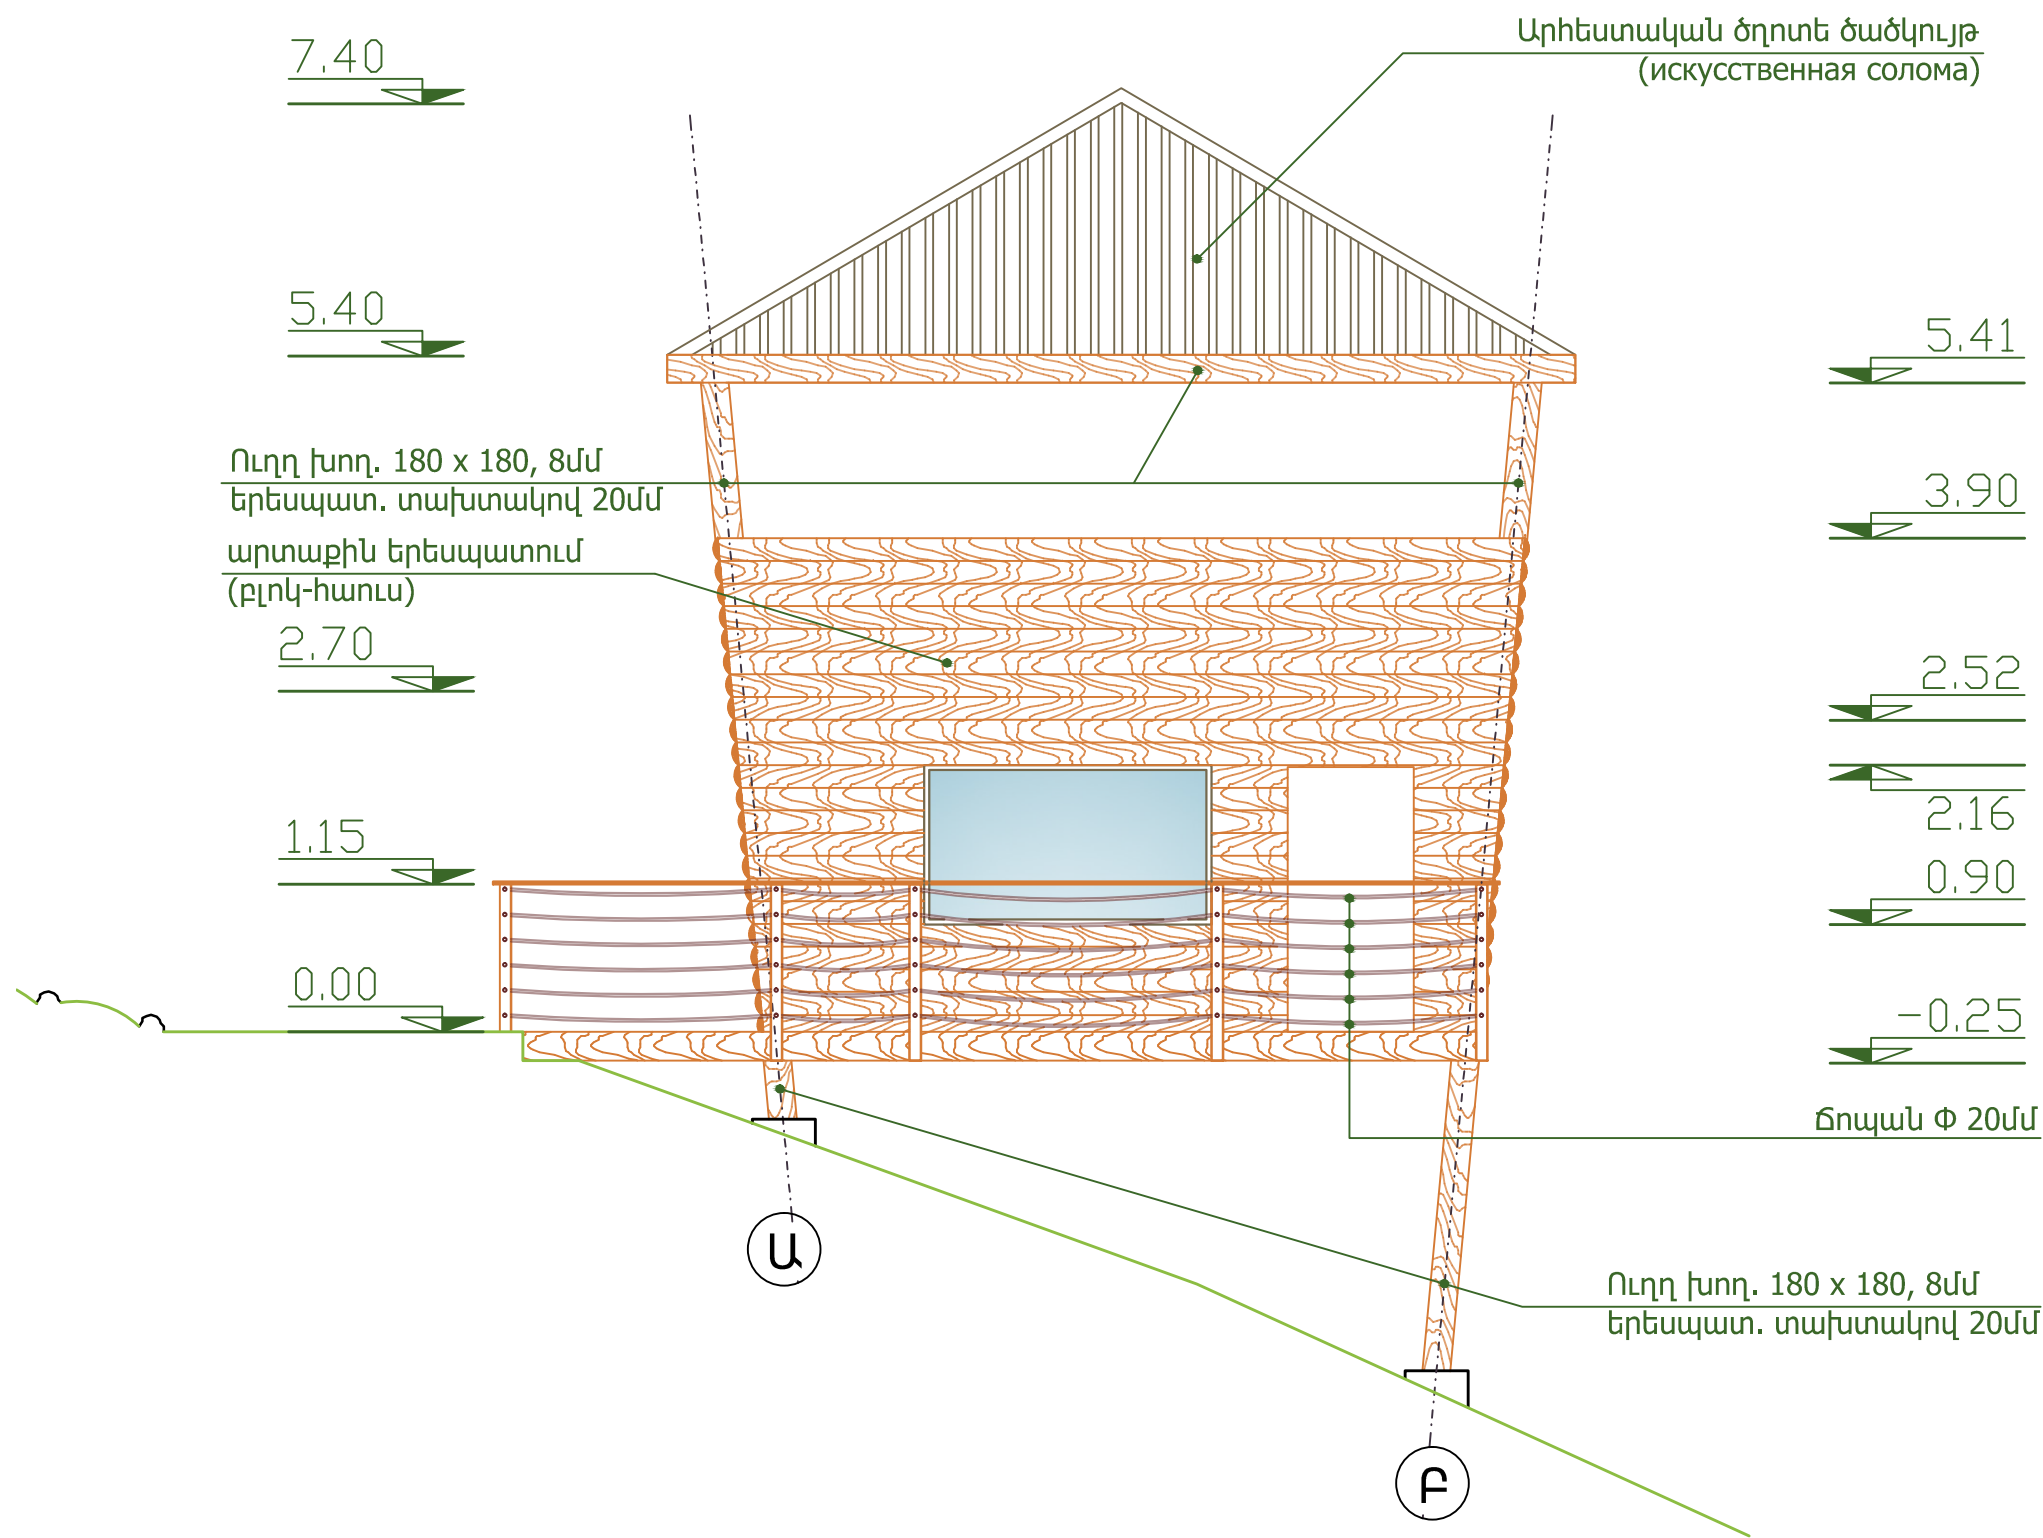 Արհեստական ծղոտե ծածկույթ
(искусственная солома)
7.40
5.40
5.41
Ուղղ խող. 180 x 180, 8մմ
երեսպատ. տախտակով 20մմ
3.90
արտաքին երեսպատում
(բլոկ-հաուս)
2.70
2.52
2.16
1.15
0.90
0.00
-0.25
Ճոպան Ф 20մմ
Ա
Ուղղ խող. 180 x 180, 8մմ
երեսպատ. տախտակով 20մմ
Բ